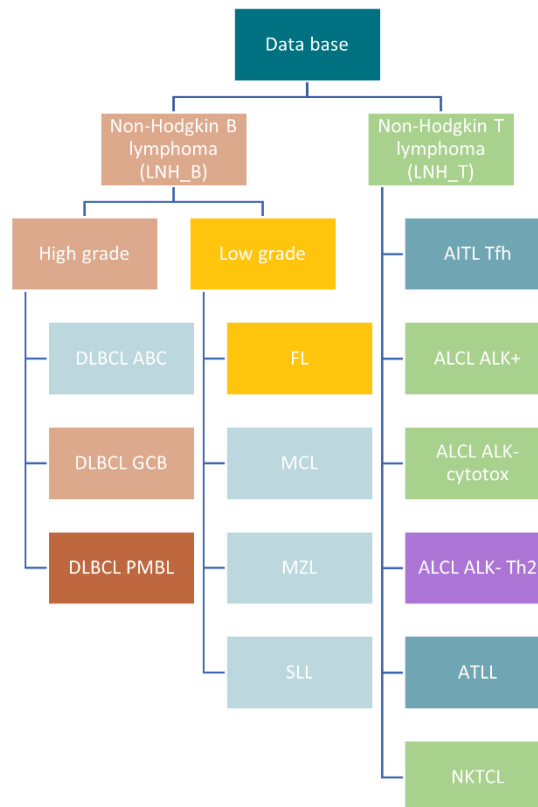 Data base
Non-Hodgkin B
lymphoma
(LNH_B)
Non-Hodgkin T
lymphoma
(LNH_T)
High grade
Low grade
AITL Tfh
DLBCL ABC
FL
ALCL ALK+
DLBCL GCB
MCL
ALCL ALK-
cytotox
DLBCL PMBL
MZL
ALCL ALK- Th2
SLL
ATLL
NKTCL